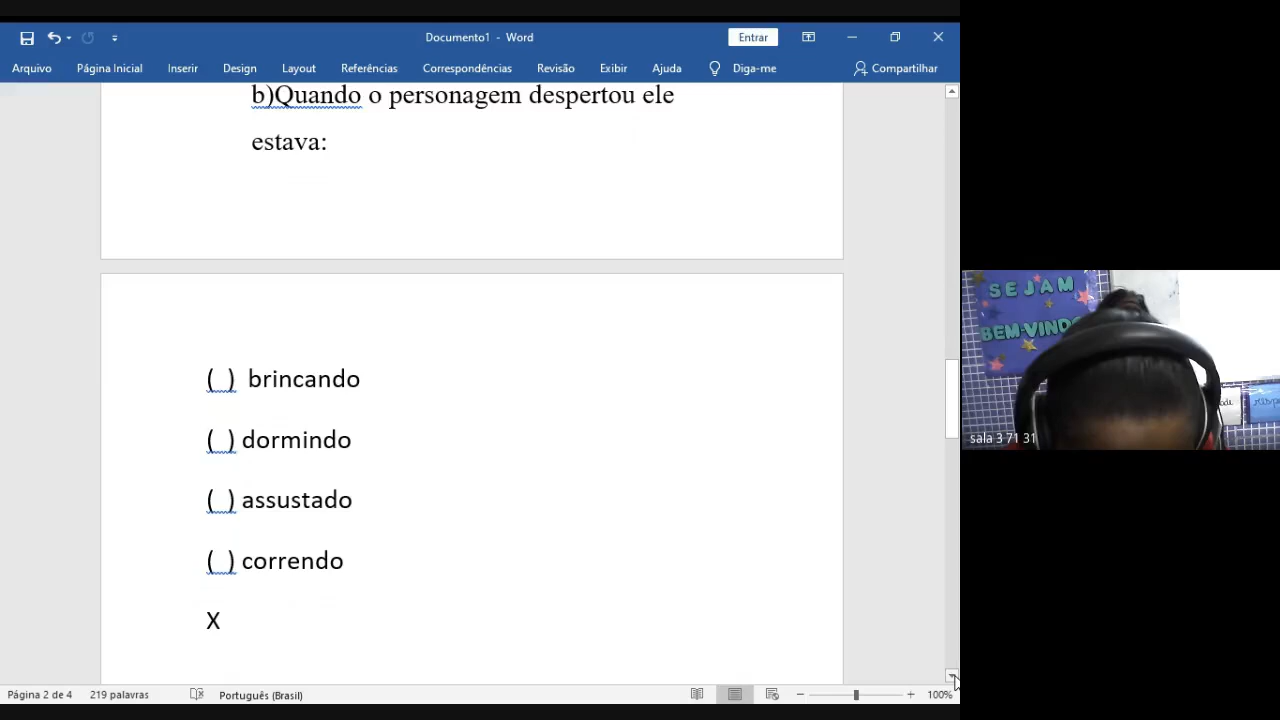 Documento1 - Word
Entrar
Arquivo Página Inicial Inserir Design Layout Referências Correspondências Revisão Exibir Ajuda Diga-me Compartilhar
b)Quando o personagem despertou ele
estava:
( ) brincando
( ) dormindo
( ) assustado
( ) correndo
X
Página 2 de 4 219 palavras Português (Brasil) 100%
SEJAM
BEM-VINDO
sala 3 71 31